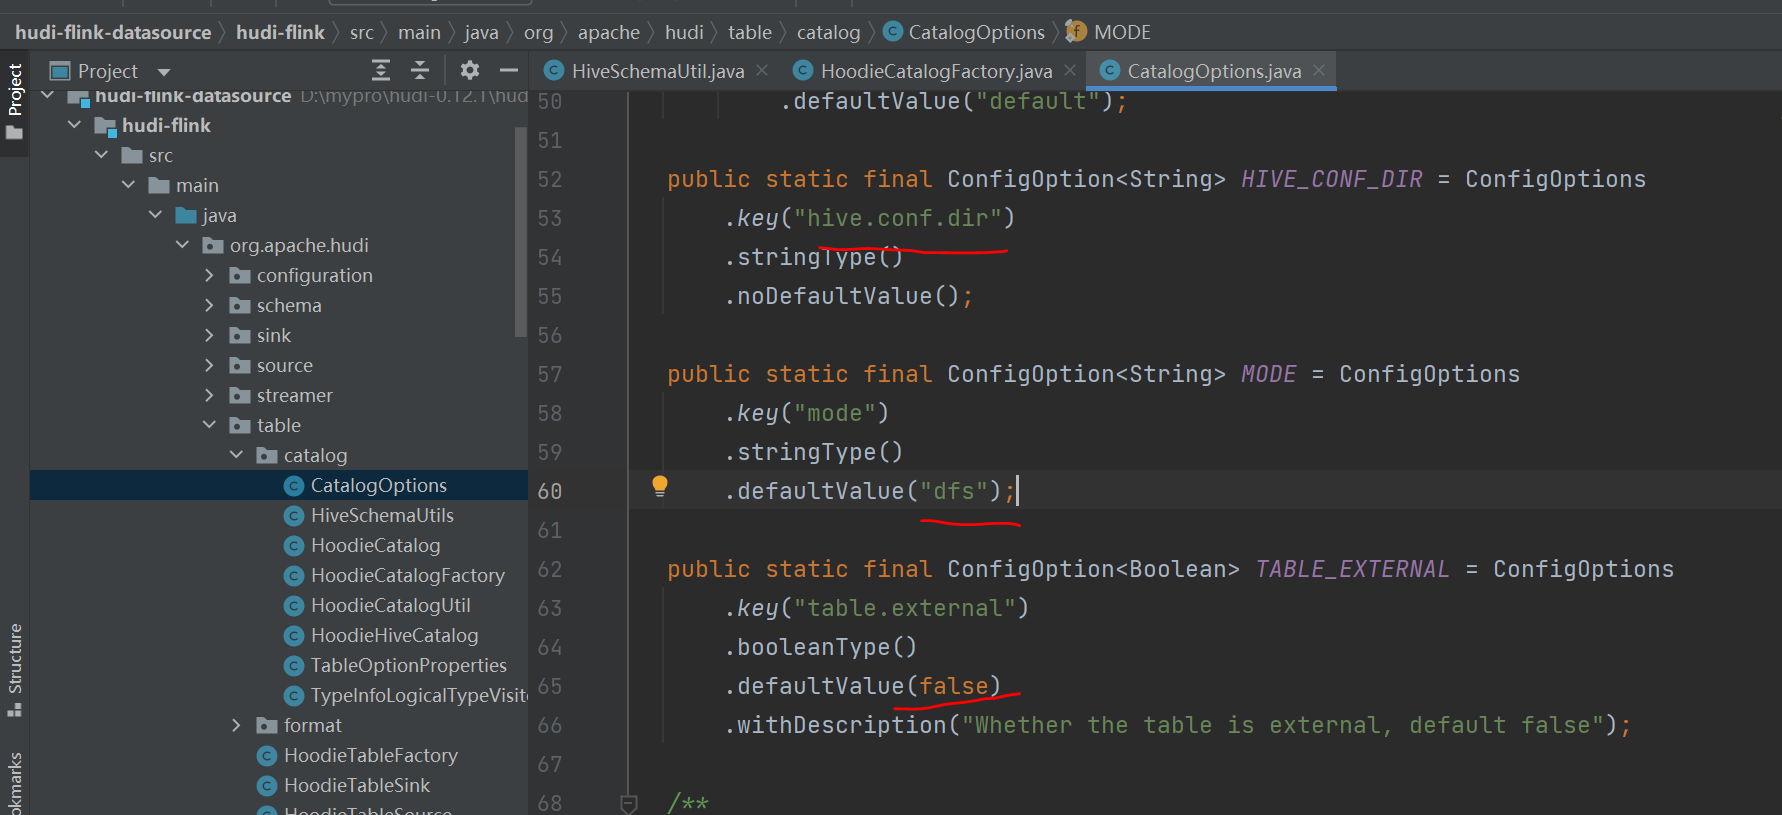 hudi-flink-datasource hudi-flink src main java org apache hudi table catalog CatalogOptions MODE
Project
HiveSchemaUtil.java HoodieCatalogFactory.java CatalogOptions.java
Project
hudi-flink-datasource D:\mypro\hudi-0.12.1\hud
hudi-flink
src
main
java
org.apache.hudi
configuration
schema
sink
source
streamer
table
catalog
CatalogOptions
HiveSchemaUtils
HoodieCatalog
HoodieCatalogFactory
HoodieCatalogUtil
HoodieHiveCatalog
TableOptionProperties
TypeInfoLogicalTypeVisit
format
HoodieTableFactory
HoodieTableSink
HoodieTableSource
Structure
okmarks
50 .defaultValue("default");
51
52 public static final ConfigOption<String> HIVE_CONF_DIR = ConfigOptions
53 .key("hive.conf.dir")
54 .stringType()
55 .noDefaultValue();
56
57 public static final ConfigOption<String> MODE = ConfigOptions
58 .key("mode")
59 .stringType()
60 .defaultValue("dfs");
61
62 public static final ConfigOption<Boolean> TABLE_EXTERNAL = ConfigOptions
63 .key("table.external")
64 .booleanType()
65 .defaultValue(false)
66 .withDescription("Whether the table is external, default false");
67
68 /**